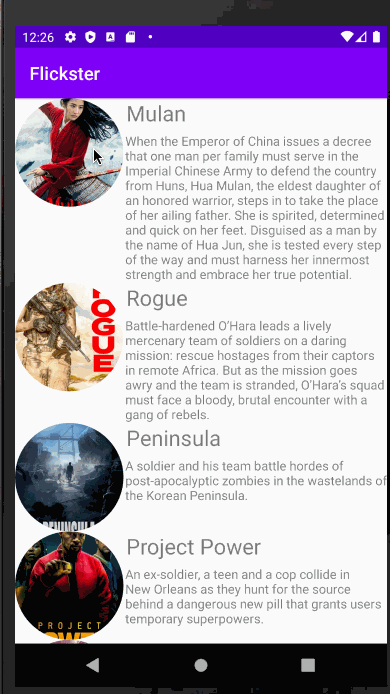 12:26
Flickster
Mulan
When the Emperor of China issues a decree
that one man per family must serve in the
Imperial Chinese Army to defend the country
from Huns, Hua Mulan, the eldest daughter of
an honored warrior, steps in to take the place
of her ailing father. She is spirited, determined
and quick on her feet. Disguised as a man by
the name of Hua Jun, she is tested every step
of the way and must harness her innermost
strength and embrace her true potential.
ROGUE
Rogue
Battle-hardened O'Hara leads a lively
mercenary team of soldiers on a daring
mission: rescue hostages from their captors
in remote Africa. But as the mission goes
awry and the team is stranded, O'Hara's squad
must face a bloody, brutal encounter with a
gang of rebels.
PENINSULA
Peninsula
A soldier and his team battle hordes of
post-apocalyptic zombies in the wastelands of
the Korean Peninsula.
PROJECT
POWER
Project Power
An ex-soldier, a teen and a cop collide in
New Orleans as they hunt for the source
behind a dangerous new pill that grants users
temporary superpowers.